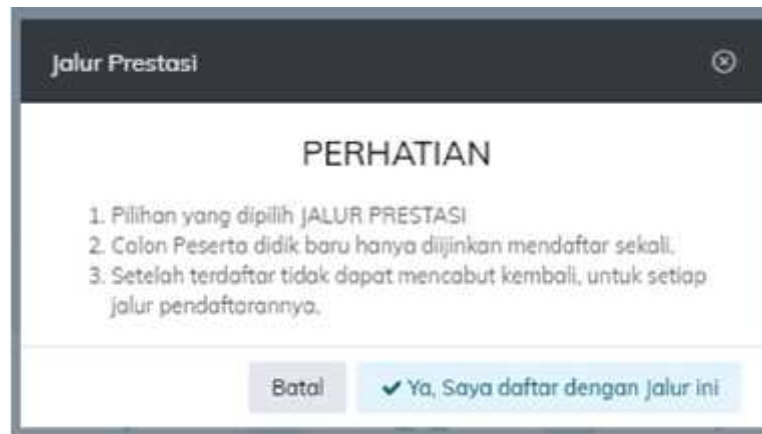 Jalur Prestasi
PERHATIAN
1. Pilihan yang dipilih JALUR PRESTASI
2. Calon Peserta didik baru hanya diijinkan mendaftar sekali.
3. Setelah terdaftar tidak dapat mencabut kembali, untuk setiap
jalur pendaftarannya.
Batal
✔ Ya, Saya daftar dengan Jalur ini